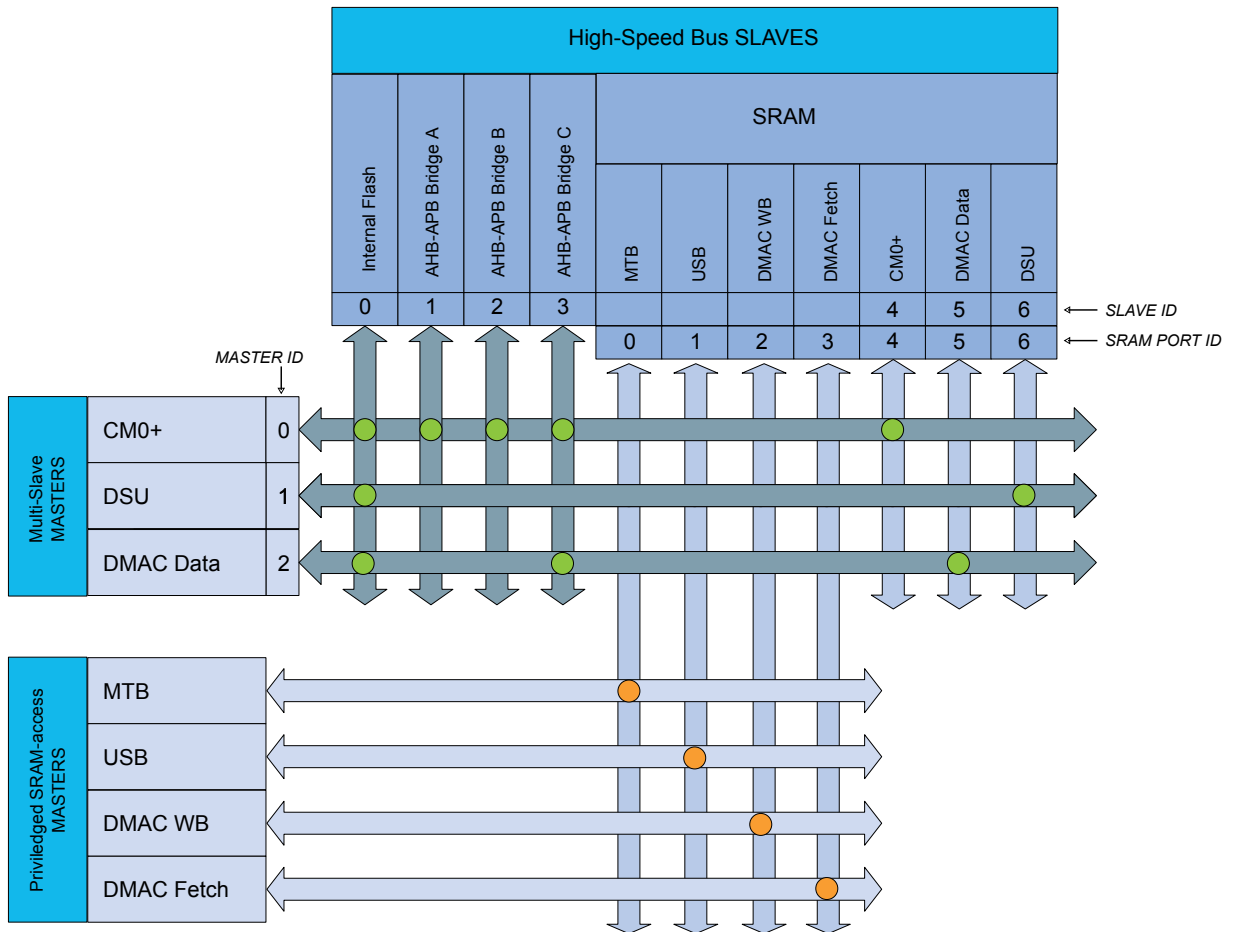 High-Speed Bus SLAVES
SRAM
Internal Flash
AHB-APB Bridge A
AHB-APB Bridge B
AHB-APB Bridge C
MTB
USB
DMAC WB
DMAC Fetch
CM0+
DMAC Data
DSU
0 1 2 3 4 5 6 SLAVE ID
0 1 2 3 4 5 6 SRAM PORT ID
MASTER ID
Multi-Slave
MASTERS
CM0+ 0
DSU 1
DMAC Data 2
Priviledged SRAM-access
MASTERS
MTB
USB
DMAC WB
DMAC Fetch